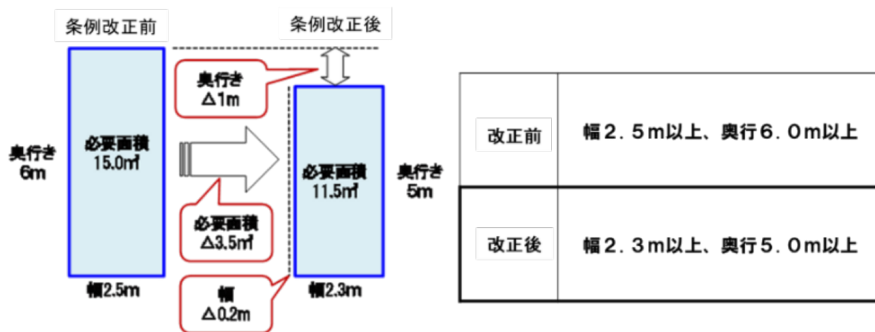 条例改正前
条例改正後
奥行き
△1m
奥行き
6m
必要面積
15.0㎡
必要面積
11.5㎡
奥行き
5m
必要面積
△3.5㎡
幅2.5m
幅
△0.2m
幅2.3m
改正前
幅2.5m以上、奥行6.0m以上
改正後
幅2.3m以上、奥行5.0m以上